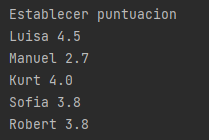 Establecer puntuacion
Luisa 4.5
Manuel 2.7
Kurt 4.0
Sofia 3.8
Robert 3.8